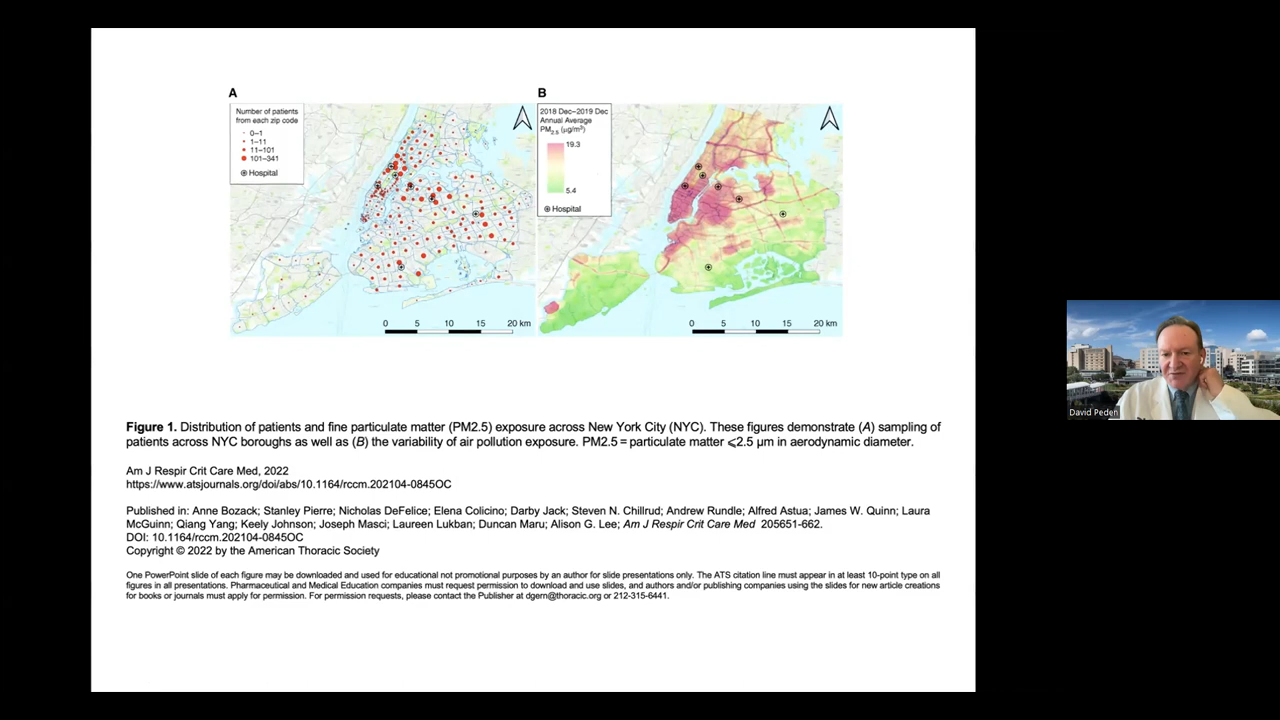 A
Number of patients
from each zip code
0–1
1–11
11–101
101–341
Hospital
0 5 10 15 20 km
B
2018 Dec–2019 Dec
Annual Average
PM2.5 (μg/m³)
19.3
5.4
Hospital
0 5 10 15 20 km
Figure 1. Distribution of patients and fine particulate matter (PM2.5) exposure across New York City (NYC). These figures demonstrate (A) sampling of
patients across NYC boroughs as well as (B) the variability of air pollution exposure. PM2.5 = particulate matter ⩽2.5 μm in aerodynamic diameter.
Am J Respir Crit Care Med, 2022
https://www.atsjournals.org/doi/abs/10.1164/rccm.202104-0845OC
Published in: Anne Bozack; Stanley Pierre; Nicholas DeFelice; Elena Colicino; Darby Jack; Steven N. Chillrud; Andrew Rundle; Alfred Astua; James W. Quinn; Laura
McGuinn; Qiang Yang; Keely Johnson; Joseph Masci; Laureen Lukban; Duncan Maru; Alison G. Lee; Am J Respir Crit Care Med 205651-662.
DOI: 10.1164/rccm.202104-0845OC
Copyright © 2022 by the American Thoracic Society
One PowerPoint slide of each figure may be downloaded and used for educational not promotional purposes by an author for slide presentations only. The ATS citation line must appear in at least 10-point type on all
figures in all presentations. Pharmaceutical and Medical Education companies must request permission to download and use slides, and authors and/or publishing companies using the slides for new article creations
for books or journals must apply for permission. For permission requests, please contact the Publisher at dgern@thoracic.org or 212-315-6441.
David Peden